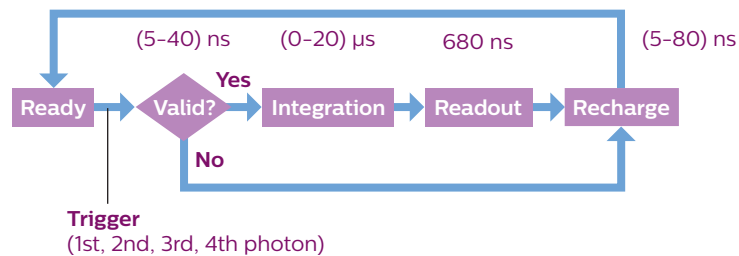 (5-40) ns (0-20) µs 680 ns (5-80) ns
Yes
Ready Valid? Integration Readout Recharge
No
Trigger
(1st, 2nd, 3rd, 4th photon)